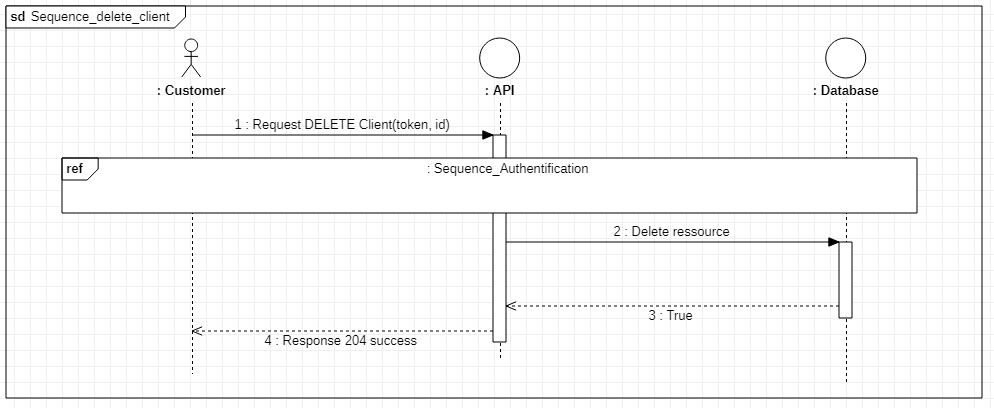 sd Sequence_delete_client
: Customer
: API
: Database
1 : Request DELETE Client(token, id)
ref
: Sequence_Authentification
2 : Delete ressource
3 : True
4 : Response 204 success